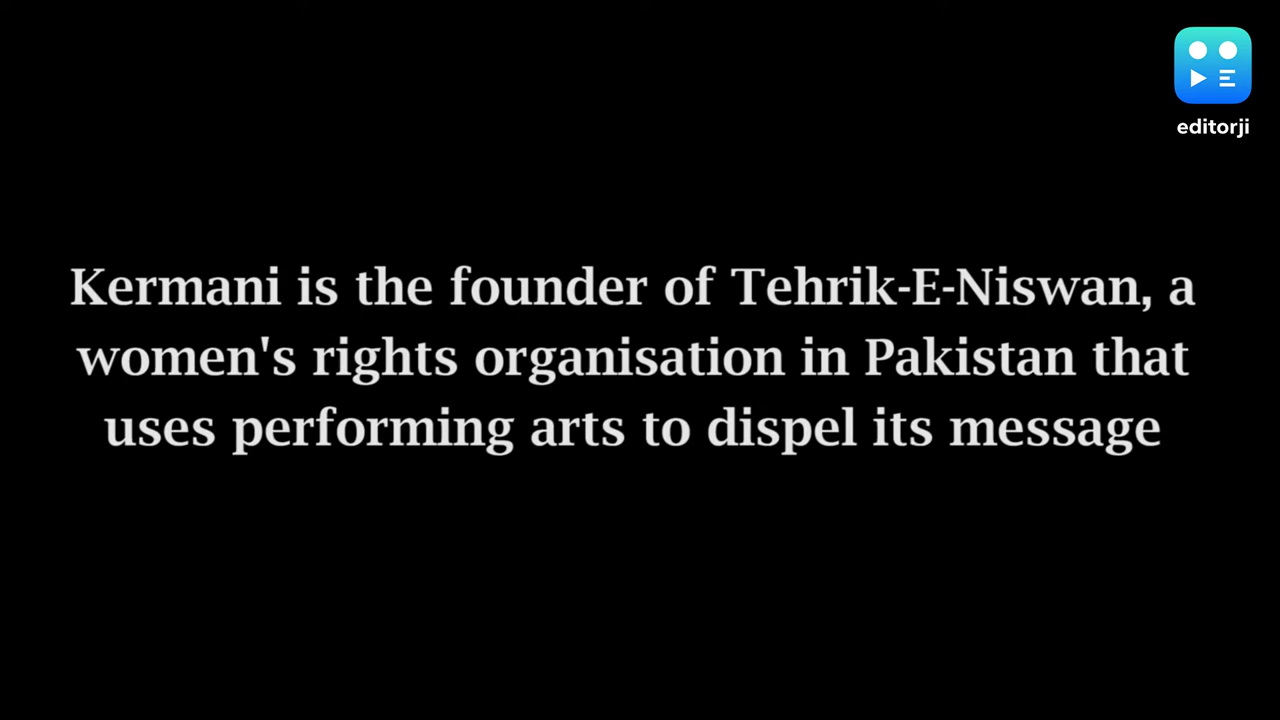 editorji
Kermani is the founder of Tehrik-E-Niswan, a
women's rights organisation in Pakistan that
uses performing arts to dispel its message